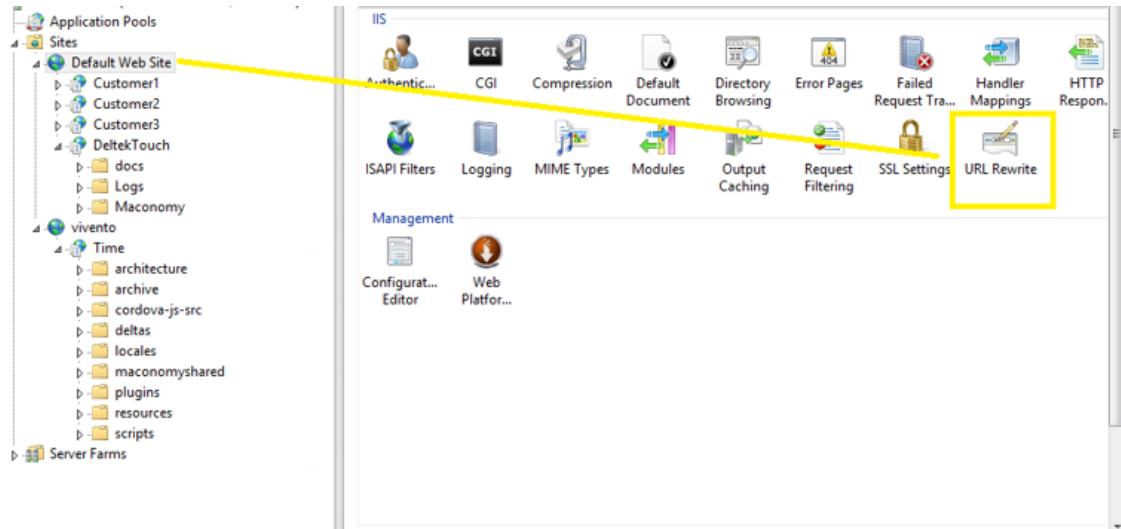 Application Pools
Sites
Default Web Site
Customer1
Customer2
Customer3
DeltekTouch
docs
Logs
Maconomy
vivento
Time
architecture
archive
cordova-js-src
deltas
locales
maconomyshared
plugins
resources
scripts
Server Farms
IIS
CGI
404
Authentic...
CGI
Compression
Default
Document
Directory
Browsing
Error Pages
Failed
Request Tra...
Handler
Mappings
HTTP
Respon.
ISAPI Filters
Logging
MIME Types
Modules
Output
Caching
Request
Filtering
SSL Settings
URL Rewrite
Management
Configurat...
Editor
Web
Platfor...